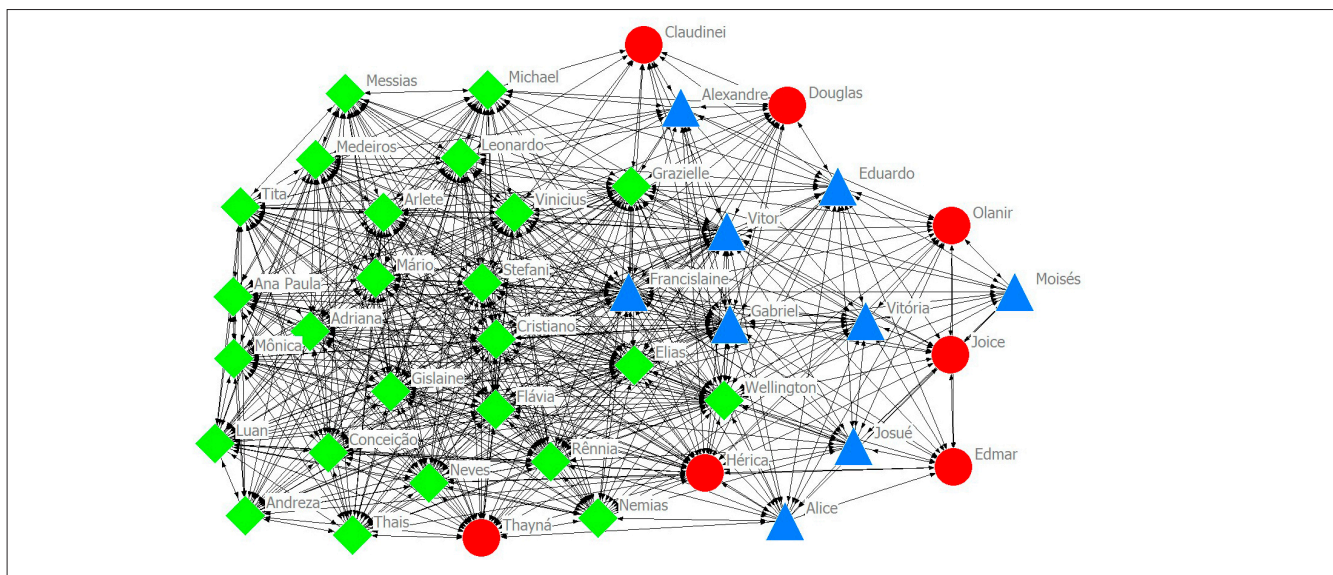 Claudinei
Messias
Michael
Alexandre
Douglas
Medeiros
Leonardo
Grazielle
Eduardo
Tita
Arlete
Vinicius
Vitor
Olanir
Ana Paula
Mário
Stefani
Francislaine
Moisés
Adriana
Cristiano
Gabriel
Vitória
Mônica
Elias
Joice
Gislaine
Flávia
Wellington
Luan
Conceição
Rênnia
Josué
Neves
Hérica
Edmar
Andreza
Thais
Thayná
Nemias
Alice